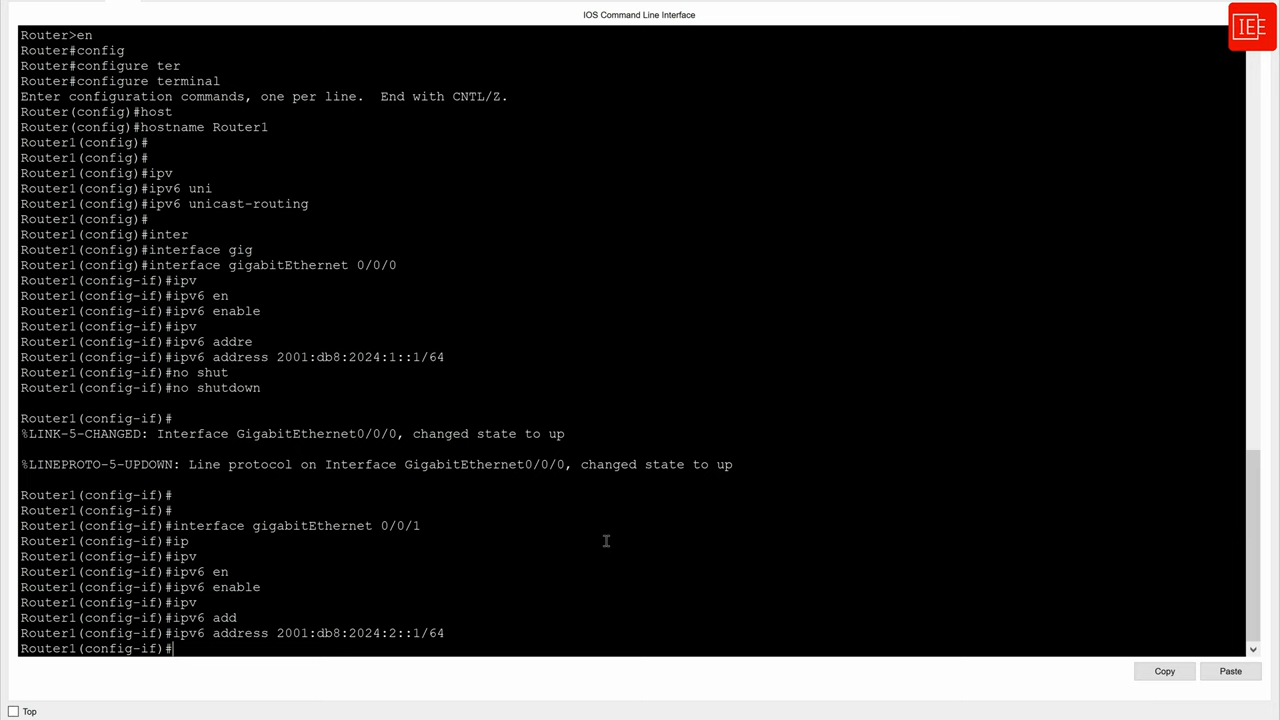 IOS Command Line Interface
IEE
Router>en
Router#config
Router#configure ter
Router#configure terminal
Enter configuration commands, one per line.  End with CNTL/Z.
Router(config)#host
Router(config)#hostname Router1
Router1(config)#
Router1(config)#
Router1(config)#ipv
Router1(config)#ipv6 uni
Router1(config)#ipv6 unicast-routing
Router1(config)#
Router1(config)#inter
Router1(config)#interface gig
Router1(config)#interface gigabitEthernet 0/0/0
Router1(config-if)#ipv
Router1(config-if)#ipv6 en
Router1(config-if)#ipv6 enable
Router1(config-if)#ipv
Router1(config-if)#ipv6 addre
Router1(config-if)#ipv6 address 2001:db8:2024:1::1/64
Router1(config-if)#no shut
Router1(config-if)#no shutdown
Router1(config-if)#
%LINK-5-CHANGED: Interface GigabitEthernet0/0/0, changed state to up
%LINEPROTO-5-UPDOWN: Line protocol on Interface GigabitEthernet0/0/0, changed state to up
Router1(config-if)#
Router1(config-if)#
Router1(config-if)#interface gigabitEthernet 0/0/1
Router1(config-if)#ip
Router1(config-if)#ipv
Router1(config-if)#ipv6 en
Router1(config-if)#ipv6 enable
Router1(config-if)#ipv
Router1(config-if)#ipv6 add
Router1(config-if)#ipv6 address 2001:db8:2024:2::1/64
Router1(config-if)#
Copy
Paste
Top